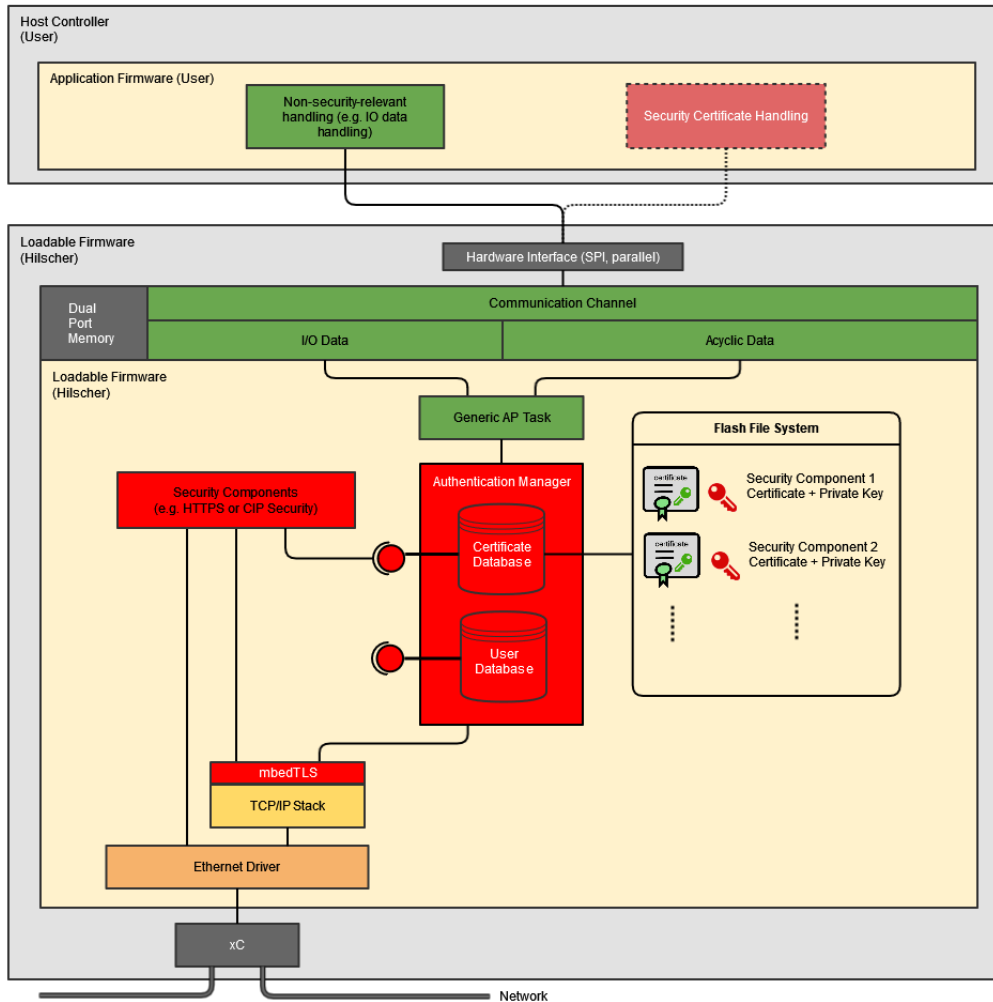 Host Controller
(User)
Application Firmware (User)
Non-security-relevant
handling (e.g. IO data
handling)
Security Certificate Handling
Loadable Firmware
(Hilscher)
Hardware Interface (SPI, parallel)
Dual
Port
Memory
Communication Channel
I/O Data
Acyclic Data
Loadable Firmware
(Hilscher)
Generic AP Task
Flash File System
Security Components
(e.g. HTTPS or CIP Security)
Authentication Manager
Certificate
Database
certificate
Security Component 1
Certificate + Private Key
certificate
Security Component 2
Certificate + Private Key
User
Database
mbedTLS
TCP/IP Stack
Ethernet Driver
xC
Network